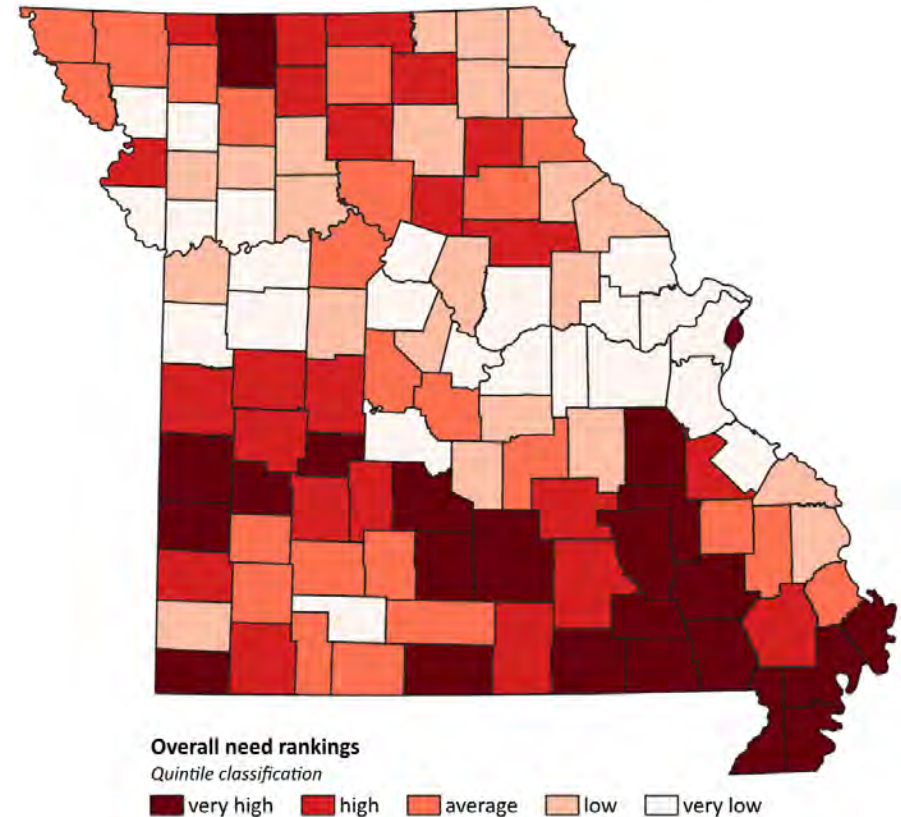 Overall need rankings
Quintile classification
very high high average low very low